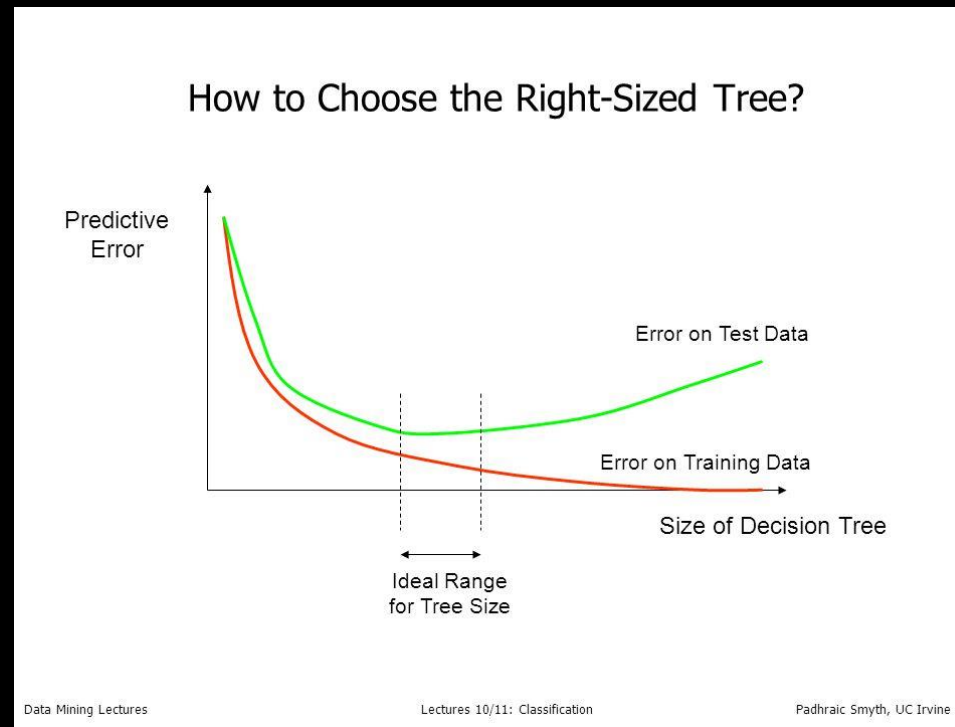 How to Choose the Right-Sized Tree?
Predictive
Error
Error on Test Data
Error on Training Data
Size of Decision Tree
Ideal Range
for Tree Size
Data Mining Lectures
Lectures 10/11: Classification
Padhraic Smyth, UC Irvine